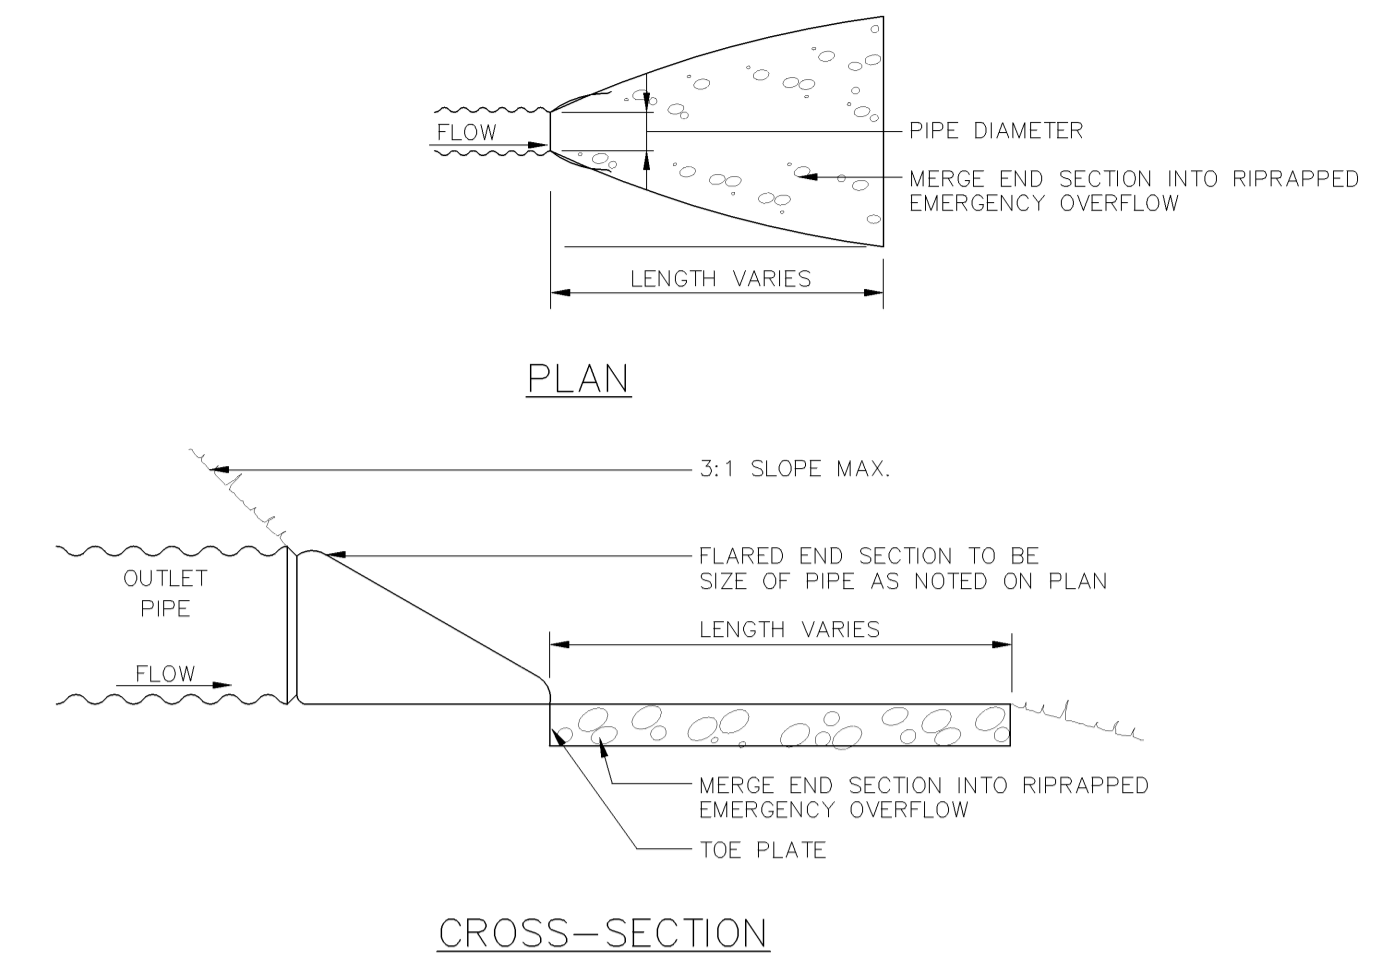 FLOW
PIPE DIAMETER
MERGE END SECTION INTO RIPRAPPED
EMERGENCY OVERFLOW
LENGTH VARIES
PLAN
3:1 SLOPE MAX.
FLARED END SECTION TO BE
SIZE OF PIPE AS NOTED ON PLAN
OUTLET
PIPE
LENGTH VARIES
FLOW
MERGE END SECTION INTO RIPRAPPED
EMERGENCY OVERFLOW
TOE PLATE
CROSS-SECTION